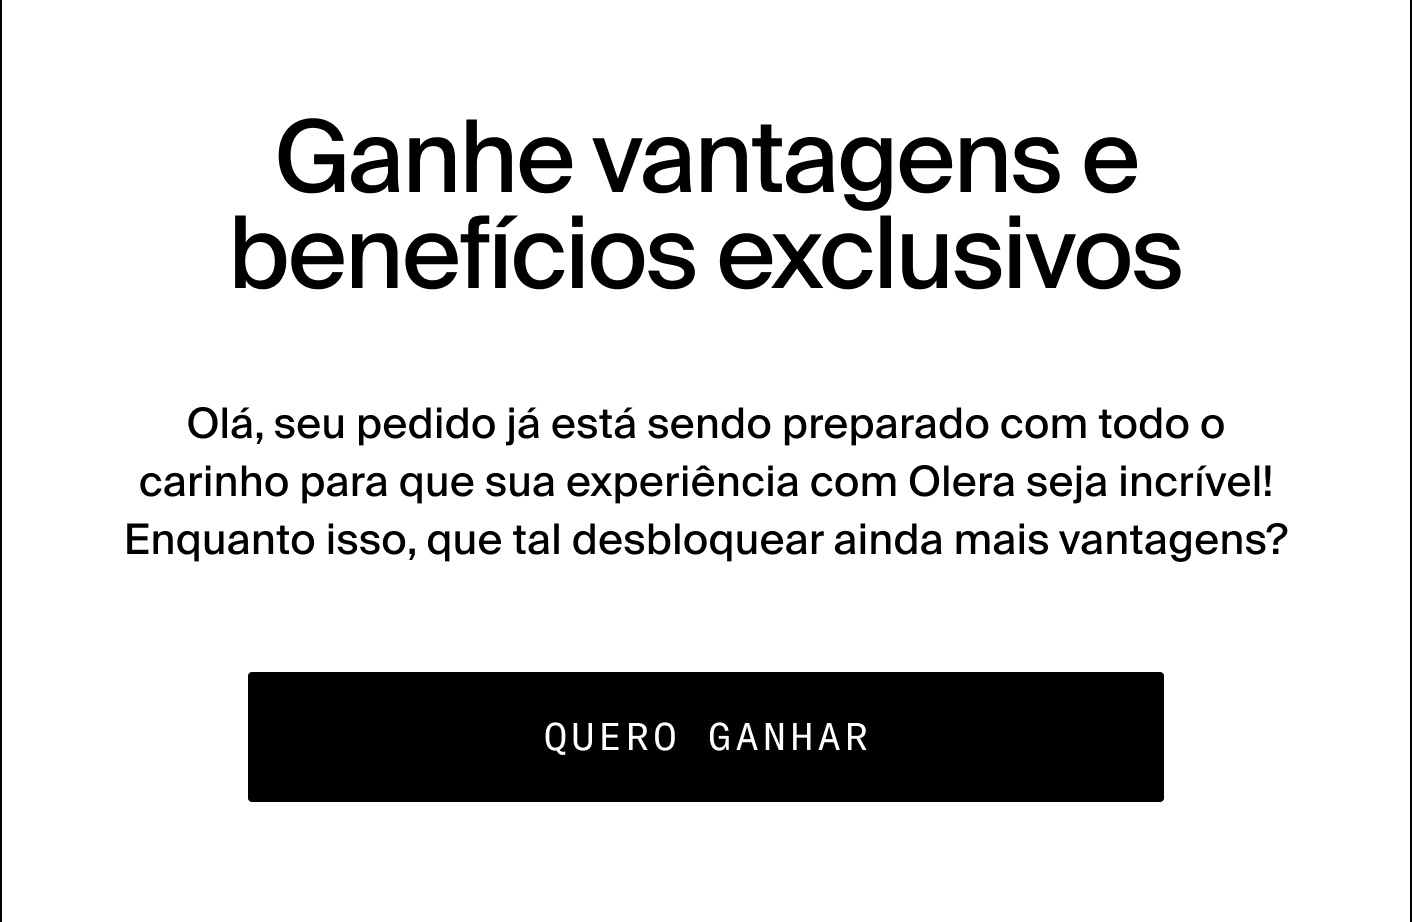 Ganhe vantagens e
benefícios exclusivos
Olá, seu pedido já está sendo preparado com todo o
carinho para que sua experiência com Olera seja incrível!
Enquanto isso, que tal desbloquear ainda mais vantagens?
QUERO GANHAR